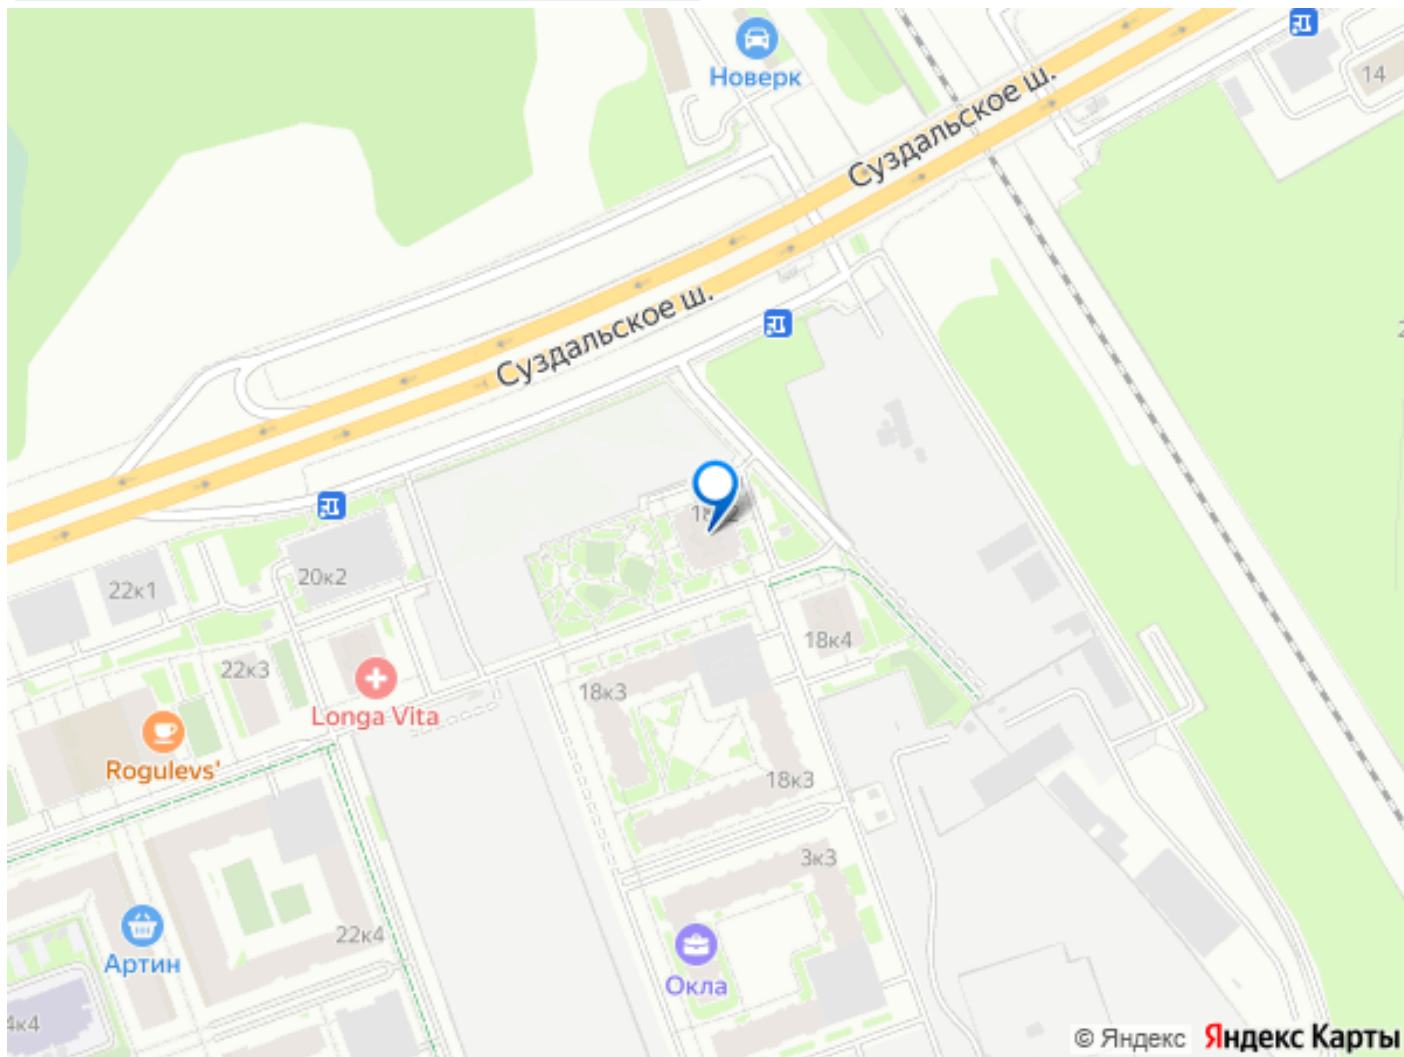 Новерк
14
Суздальское ш.
Суздальское ш.
20к2
22к1
22к3
18к4
18к3
Longa Vita
Rogulevs'
18к3
3к3
22к4
Артин
Окла
© Яндекс Яндекс Карты